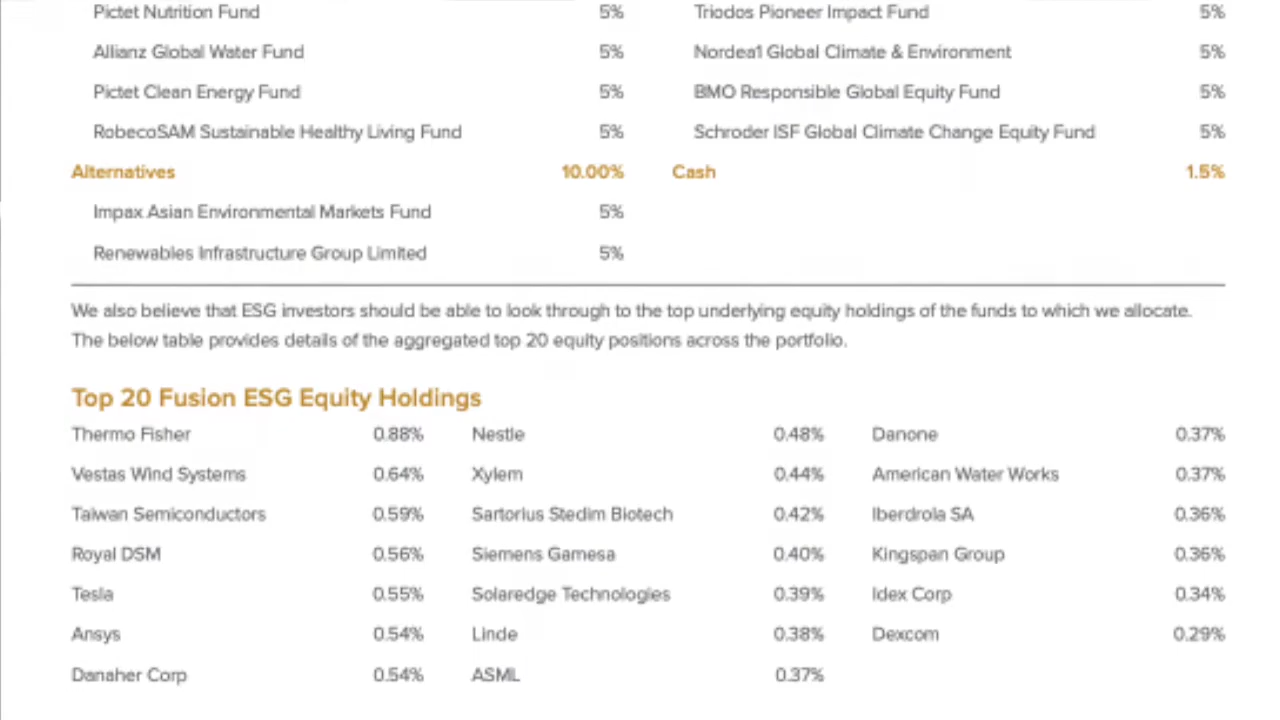 Pictet Nutrition Fund 5% Triodos Pioneer Impact Fund 5%
Allianz Global Water Fund 5% Nordea1 Global Climate & Environment 5%
Pictet Clean Energy Fund 5% BMO Responsible Global Equity Fund 5%
RobecoSAM Sustainable Healthy Living Fund 5% Schroder ISF Global Climate Change Equity Fund 5%
Alternatives 10.00% Cash 1.5%
Impax Asian Environmental Markets Fund 5%
Renewables Infrastructure Group Limited 5%
We also believe that ESG investors should be able to look through to the top underlying equity holdings of the funds to which we allocate.
The below table provides details of the aggregated top 20 equity positions across the portfolio.
Top 20 Fusion ESG Equity Holdings
Thermo Fisher 0.88% Nestle 0.48% Danone 0.37%
Vestas Wind Systems 0.64% Xylem 0.44% American Water Works 0.37%
Taiwan Semiconductors 0.59% Sartorius Stedim Biotech 0.42% Iberdrola SA 0.36%
Royal DSM 0.56% Siemens Gamesa 0.40% Kingspan Group 0.36%
Tesla 0.55% Solaredge Technologies 0.39% Idex Corp 0.34%
Ansys 0.54% Linde 0.38% Dexcom 0.29%
Danaher Corp 0.54% ASML 0.37%